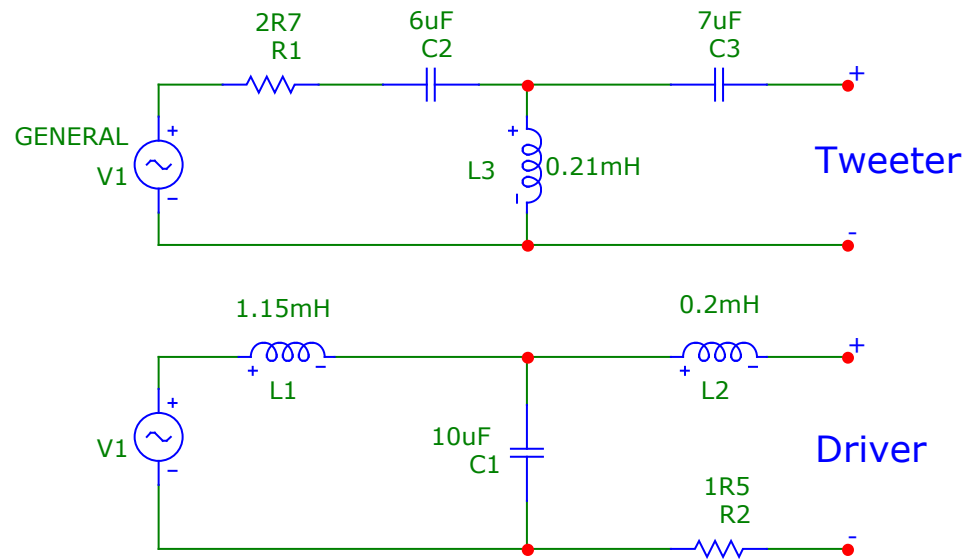 2R7
R1
6uF
C2
7uF
C3
+
GENERAL
V1
+
-
+
L3
-
0.21mH
Tweeter
-
1.15mH
0.2mH
+
+
-
L1
+
-
L2
+
V1
-
10uF
C1
Driver
1R5
R2
-